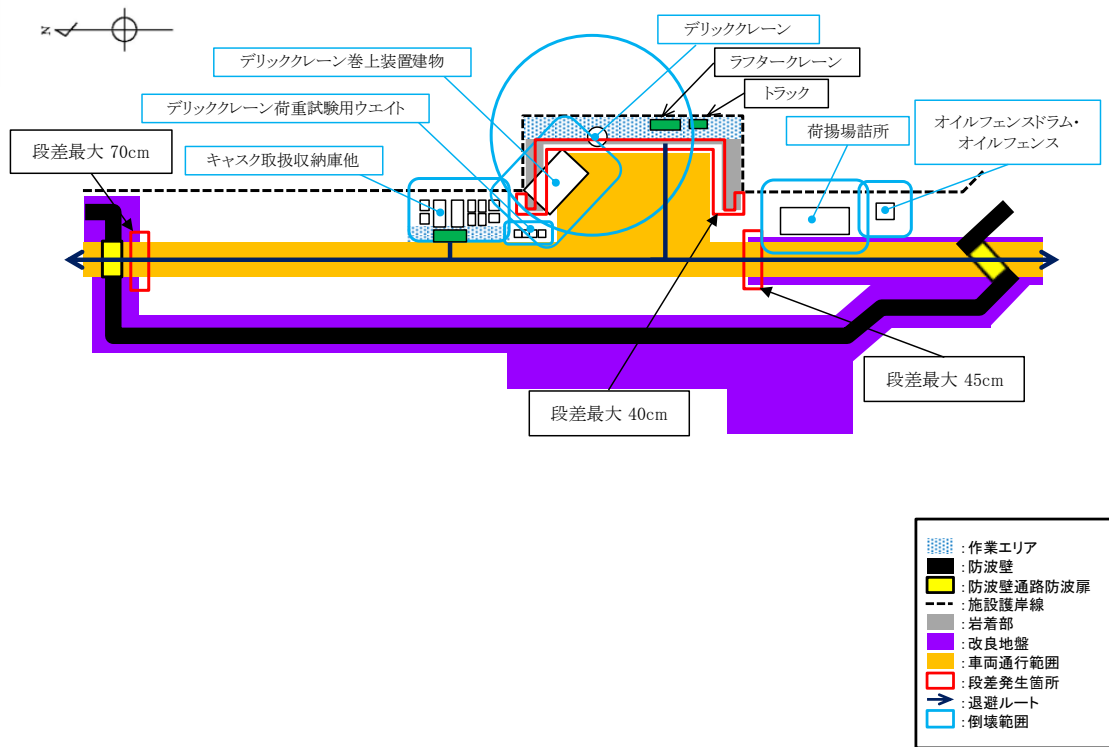 N
デリッククレーン
デリッククレーン巻上装置建物
ラフタークレーン
トラック
デリッククレーン荷重試験用ウエイト
荷揚場詰所
オイルフェンスドラム・
オイルフェンス
段差最大 70cm
キャスク取扱収納庫他
段差最大 45cm
段差最大 40cm
:作業エリア
:防波壁
:防波壁通路防波扉
:施設護岸線
:岩着部
:改良地盤
:車両通行範囲
:段差発生箇所
:退避ルート
:倒壊範囲